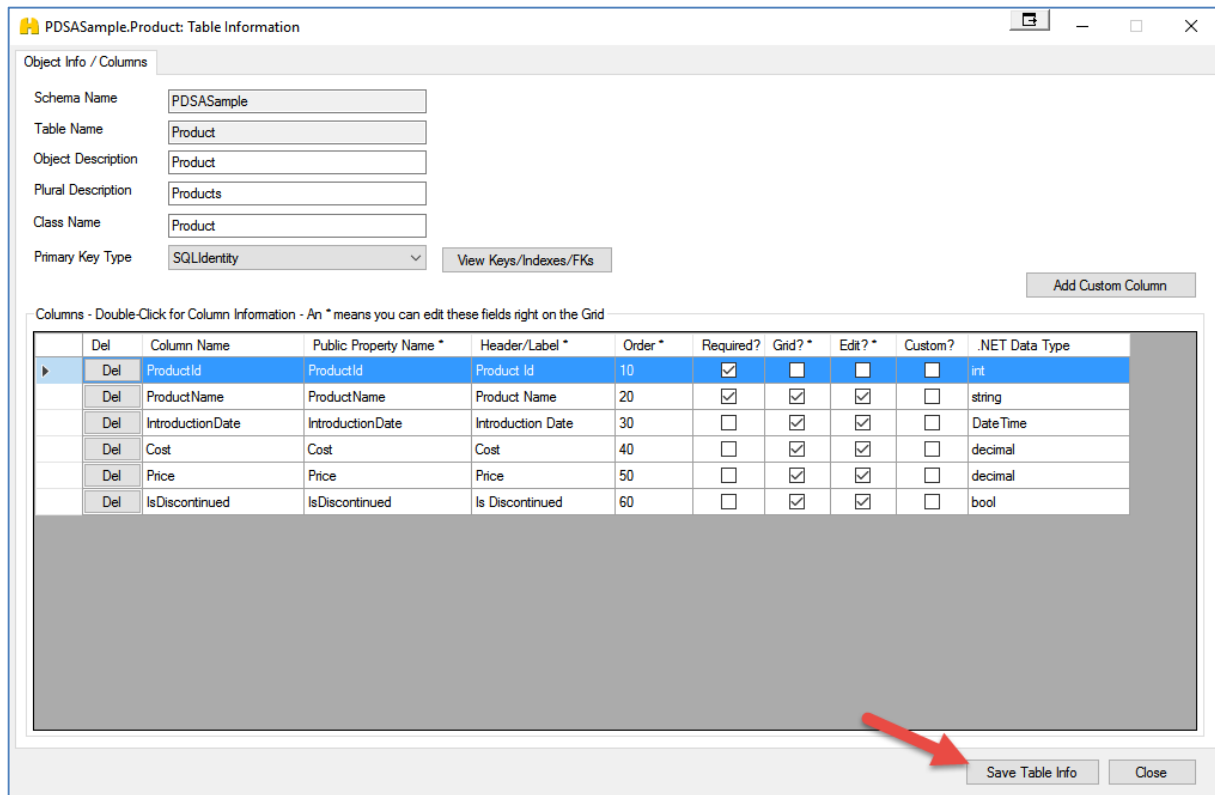 PDSASample.Product: Table Information
Object Info / Columns
Schema Name PDSASample
Table Name Product
Object Description Product
Plural Description Products
Class Name Product
Primary Key Type SQLIdentity View Keys/Indexes/FKs
Add Custom Column
Columns - Double-Click for Column Information - An * means you can edit these fields right on the Grid
Del Column Name Public Property Name * Header/Label * Order * Required? Grid? * Edit? * Custom? .NET Data Type
Del ProductId ProductId Product Id 10 int
Del ProductName ProductName Product Name 20 string
Del IntroductionDate IntroductionDate Introduction Date 30 DateTime
Del Cost Cost Cost 40 decimal
Del Price Price Price 50 decimal
Del IsDiscontinued IsDiscontinued Is Discontinued 60 bool
Save Table Info Close